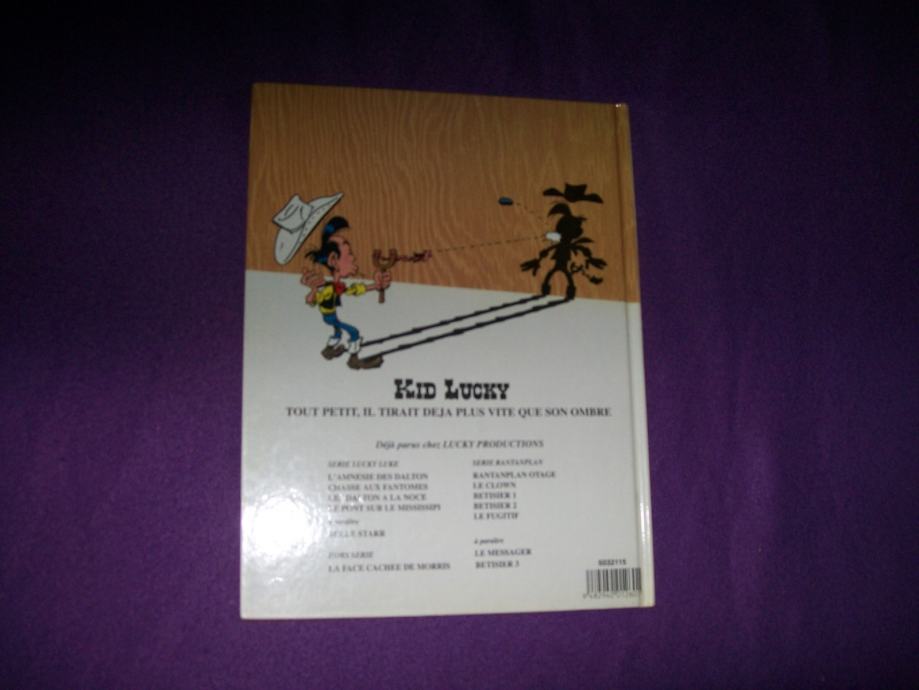 KID LUCKY
TOUT PETIT, IL TIRAIT DEJA PLUS VITE QUE SON OMBRE
Déjà parus chez LUCKY PRODUCTIONS
SERIE LUCKY LUKE
L'AMNESIE DES DALTON
CHASSE AUX FANTOMES
LES DALTON A LA NOCE
LE PONT SUR LE MISSISSIPI
à paraître
BELLE STARR
HORS SERIE
LA FACE CACHEE DE MORRIS
SERIE RANTANPLAN
RANTANPLAN OTAGE
LE CLOWN
BETISIER 1
BETISIER 2
LE FUGITIF
à paraître
LE MESSAGER
BETISIER 3
6032115